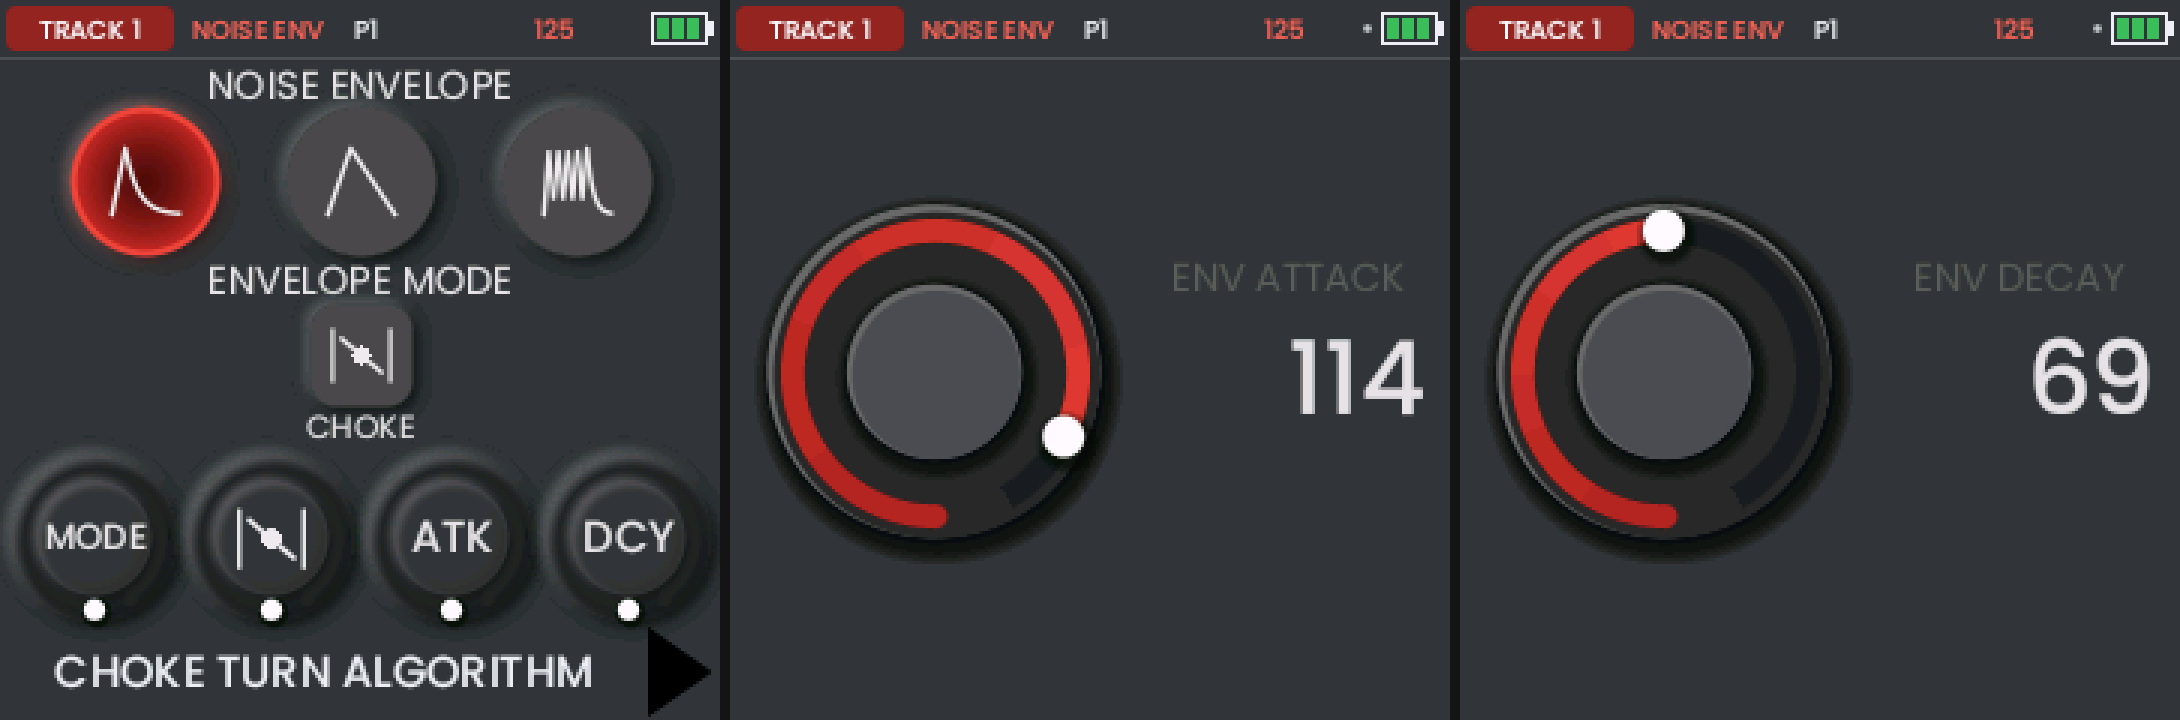 TRACK 1 NOISE ENV P1 125
NOISE ENVELOPE
ENVELOPE MODE
CHOKE
MODE ATK DCY
CHOKE TURN ALGORITHM
TRACK 1 NOISE ENV P1 125
ENV ATTACK
114
TRACK 1 NOISE ENV P1 125
ENV DECAY
69